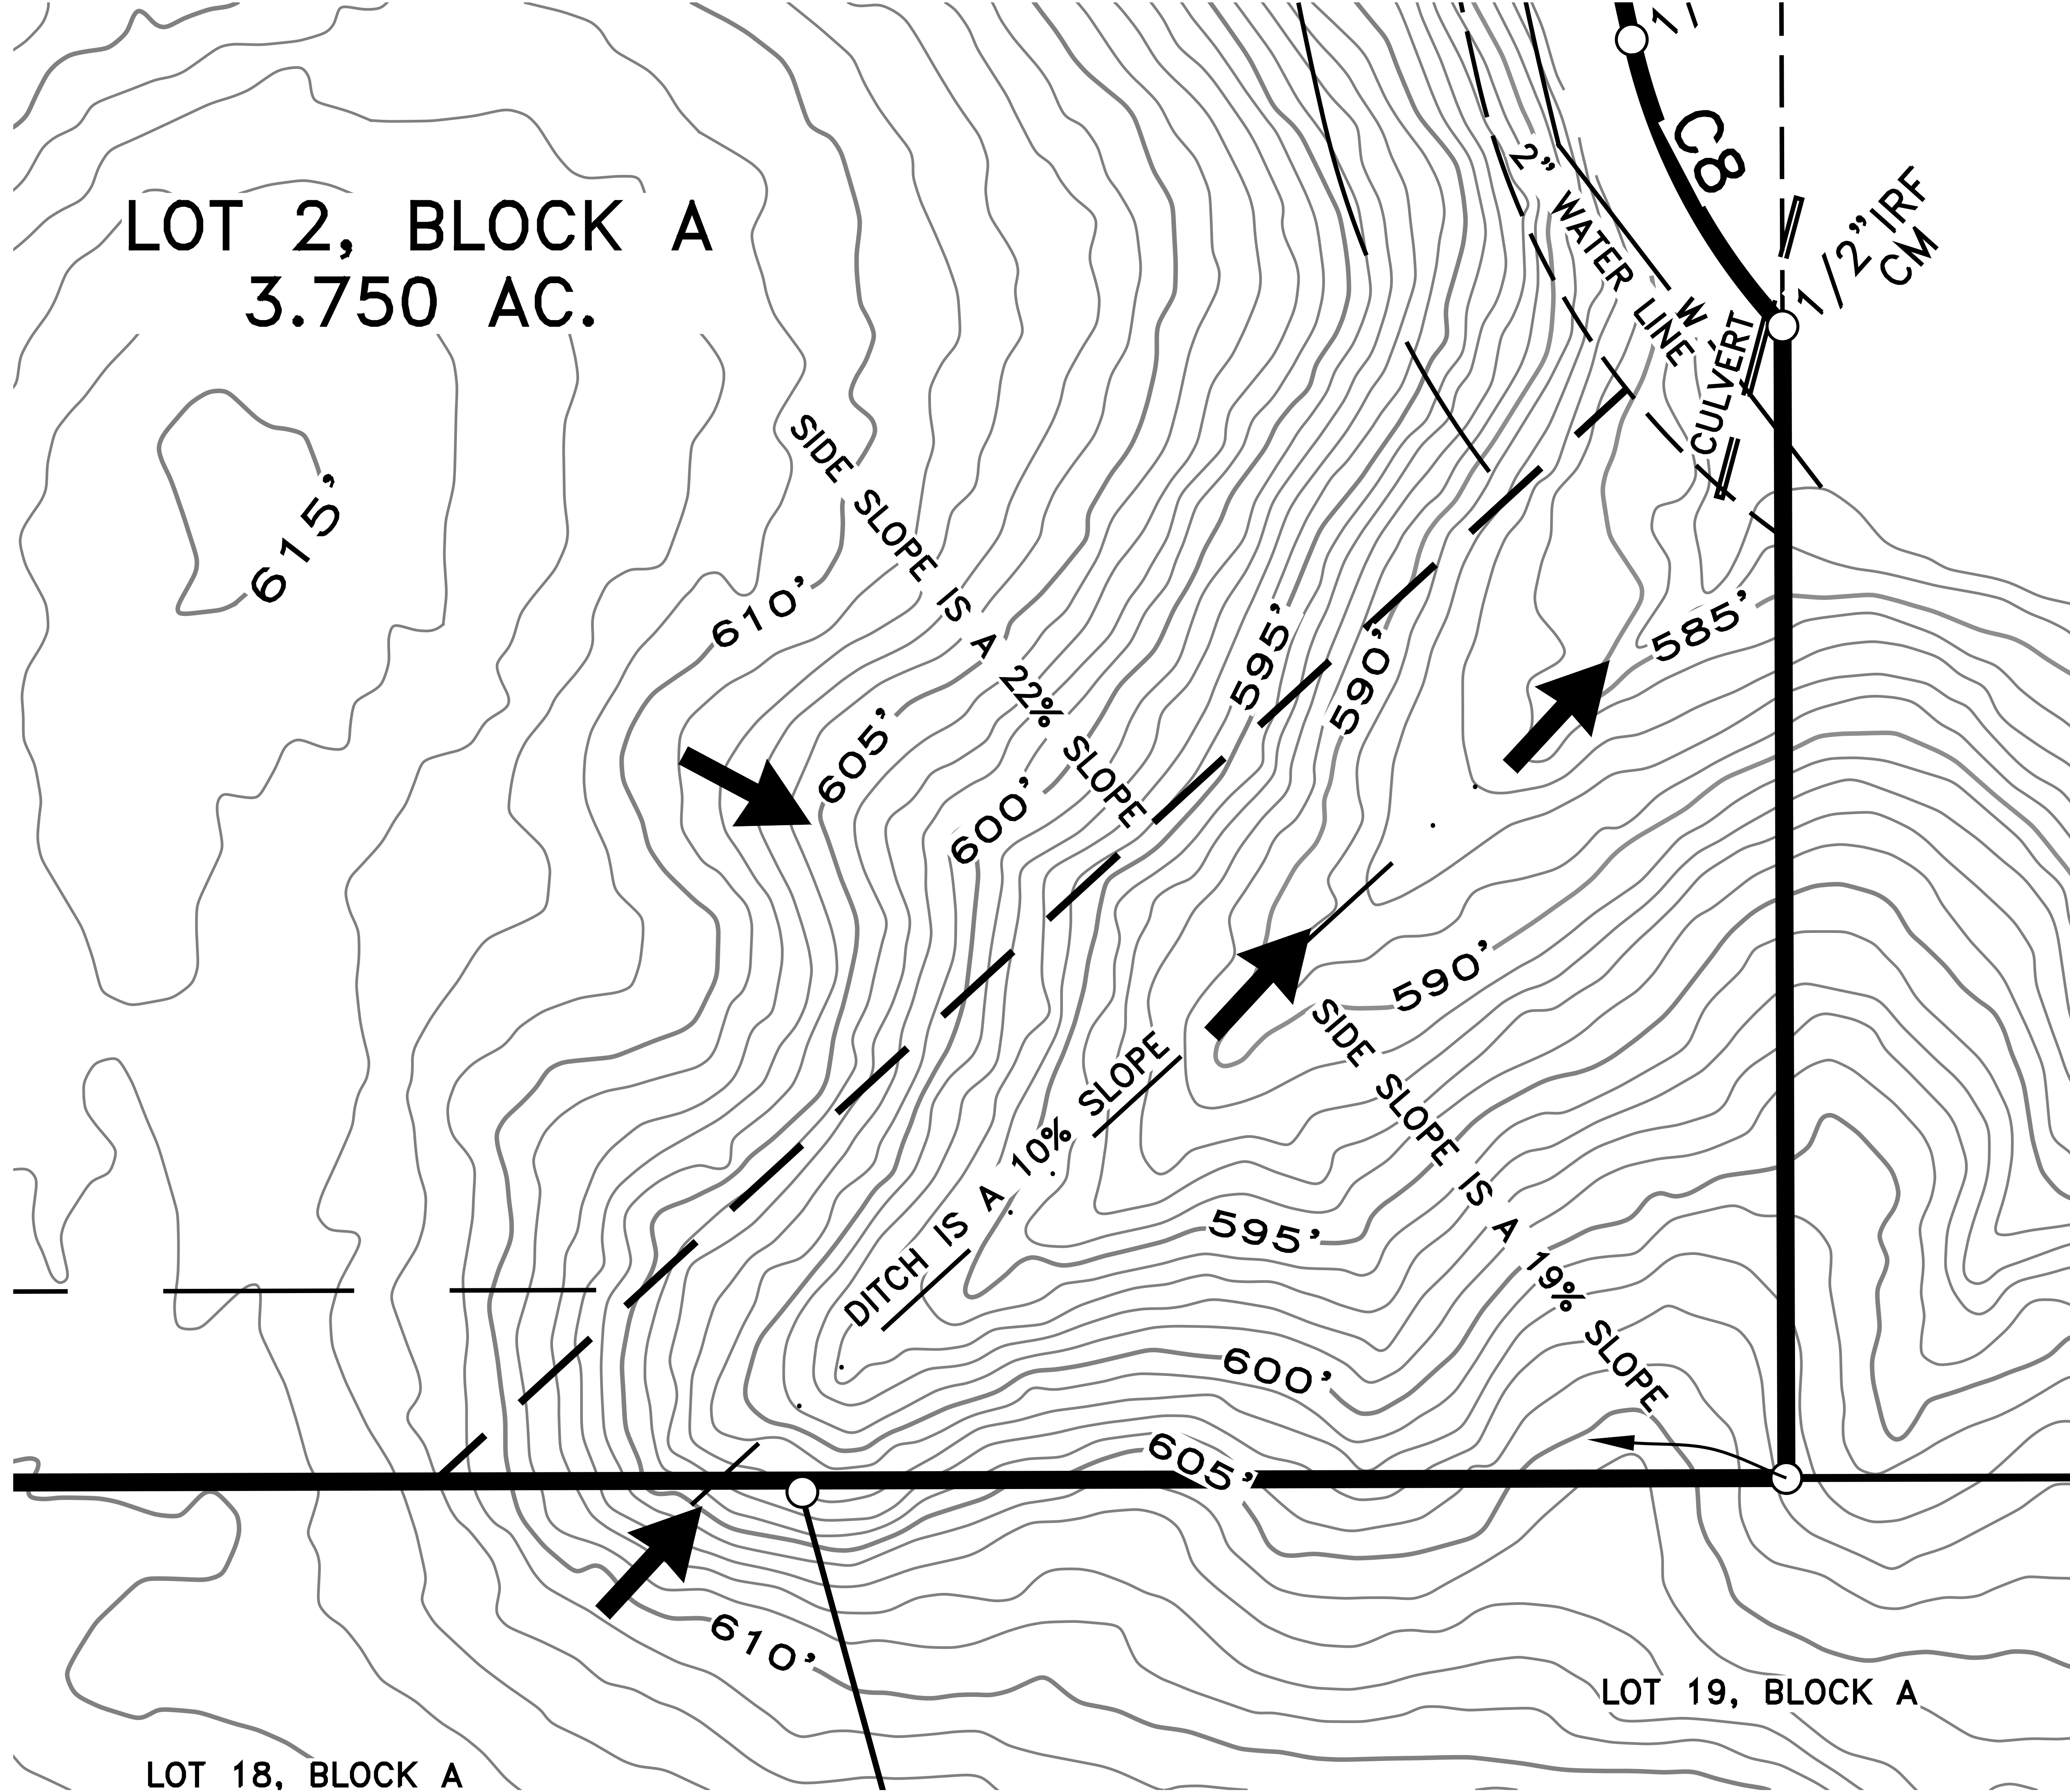 1
C8
2" WATER LINE
W
CULVERT
1/2" IRF
CM
LOT 2, BLOCK A
3.750 AC.
615'
SIDE SLOPE IS A 22% SLOPE
610'
605'
600'
595'
590'
585'
590'
DITCH IS A 10% SLOPE
SIDE SLOPE IS A 19% SLOPE
595'
600'
605'
610'
LOT 19, BLOCK A
LOT 18, BLOCK A